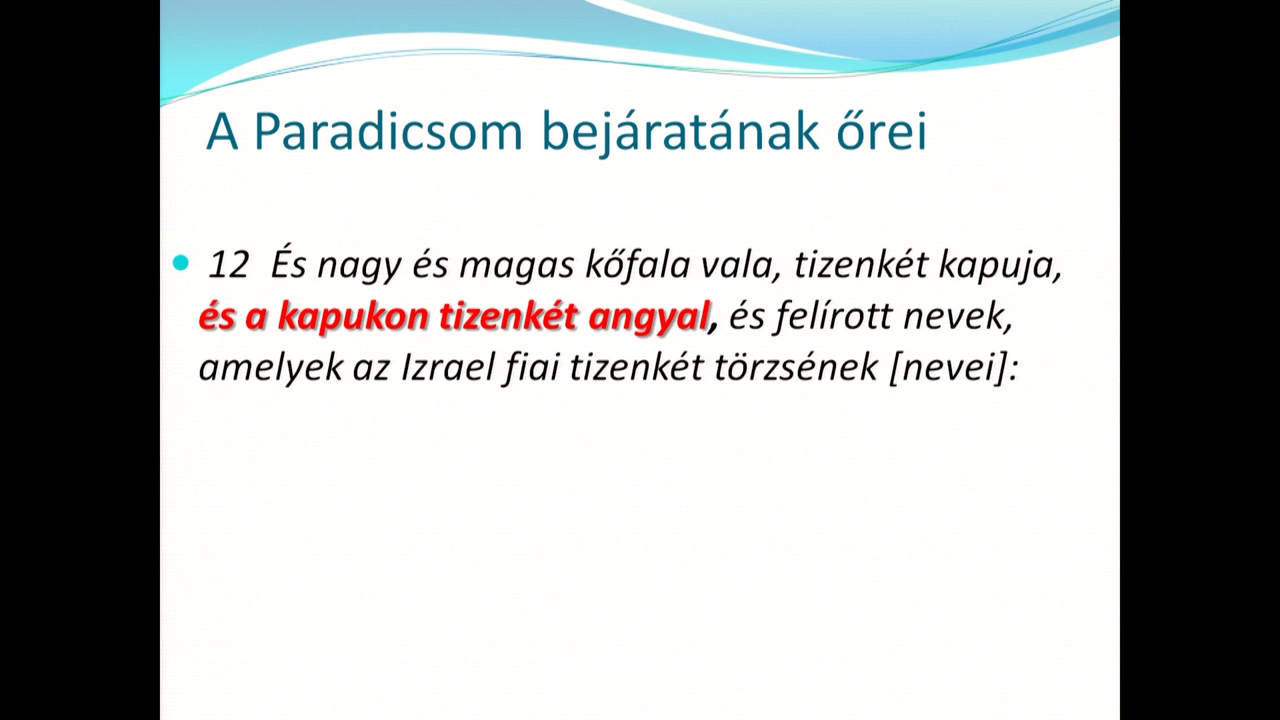 A Paradicsom bejáratának őrei
• 12 És nagy és magas kőfala vala, tizenkét kapuja,
és a kapukon tizenkét angyal, és felírott nevek,
amelyek az Izrael fiai tizenkét törzsének [nevei]: